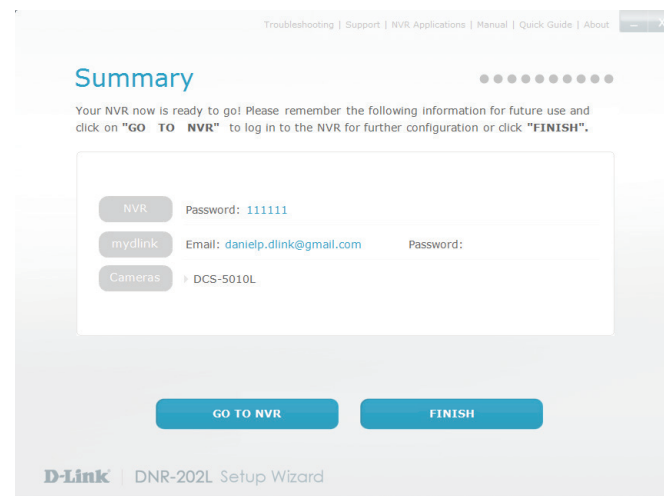 Troubleshooting | Support | NVR Applications | Manual | Quick Guide | About
Summary
Your NVR now is ready to go! Please remember the following information for future use and
click on "GO TO NVR" to log in to the NVR for further configuration or click "FINISH".
NVR Password: 111111
mydlink Email: danielp.dlink@gmail.com Password:
Cameras DCS-5010L
GO TO NVR FINISH
D-Link DNR-202L Setup Wizard